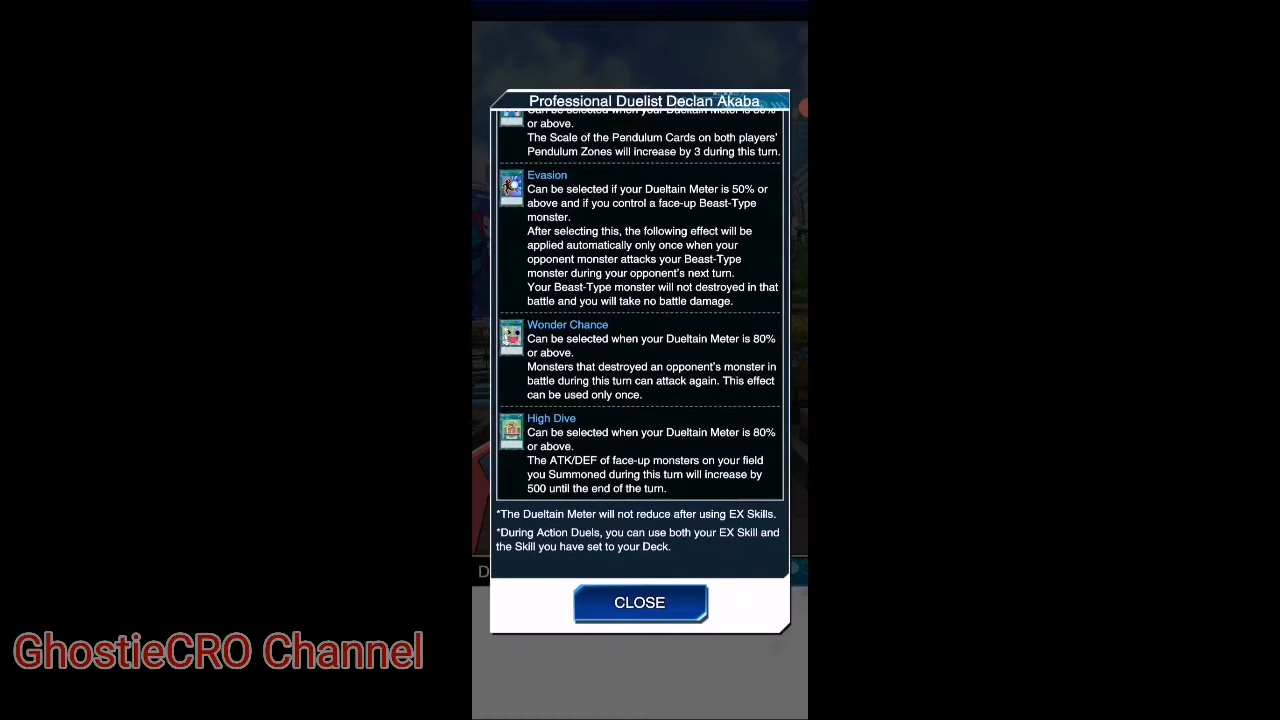 Professional Duelist Declan Akaba
Can be selected when your Dueltain Meter is 50%
or above.
The Scale of the Pendulum Cards on both players'
Pendulum Zones will increase by 3 during this turn.
Evasion
Can be selected if your Dueltain Meter is 50% or
above and if you control a face-up Beast-Type
monster.
After selecting this, the following effect will be
applied automatically only once when your
opponent monster attacks your Beast-Type
monster during your opponent's next turn.
Your Beast-Type monster will not destroyed in that
battle and you will take no battle damage.
Wonder Chance
Can be selected when your Dueltain Meter is 80%
or above.
Monsters that destroyed an opponent's monster in
battle during this turn can attack again. This effect
can be used only once.
High Dive
Can be selected when your Dueltain Meter is 80%
or above.
The ATK/DEF of face-up monsters on your field
you Summoned during this turn will increase by
500 until the end of the turn.
*The Dueltain Meter will not reduce after using EX Skills.
*During Action Duels, you can use both your EX Skill and
the Skill you have set to your Deck.
D
CLOSE
GhostieCRO Channel